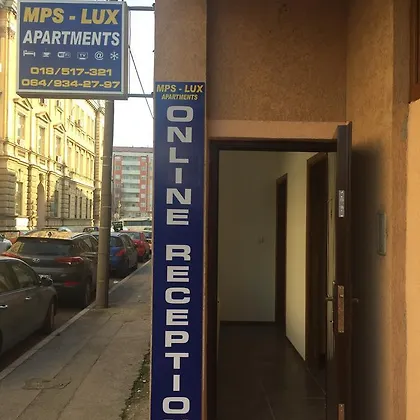 MPS - LUX
APARTMENTS
018/517-321
064/934-27-97
MPS - LUX
APARTMENTS
ONLINE RECEPTIO